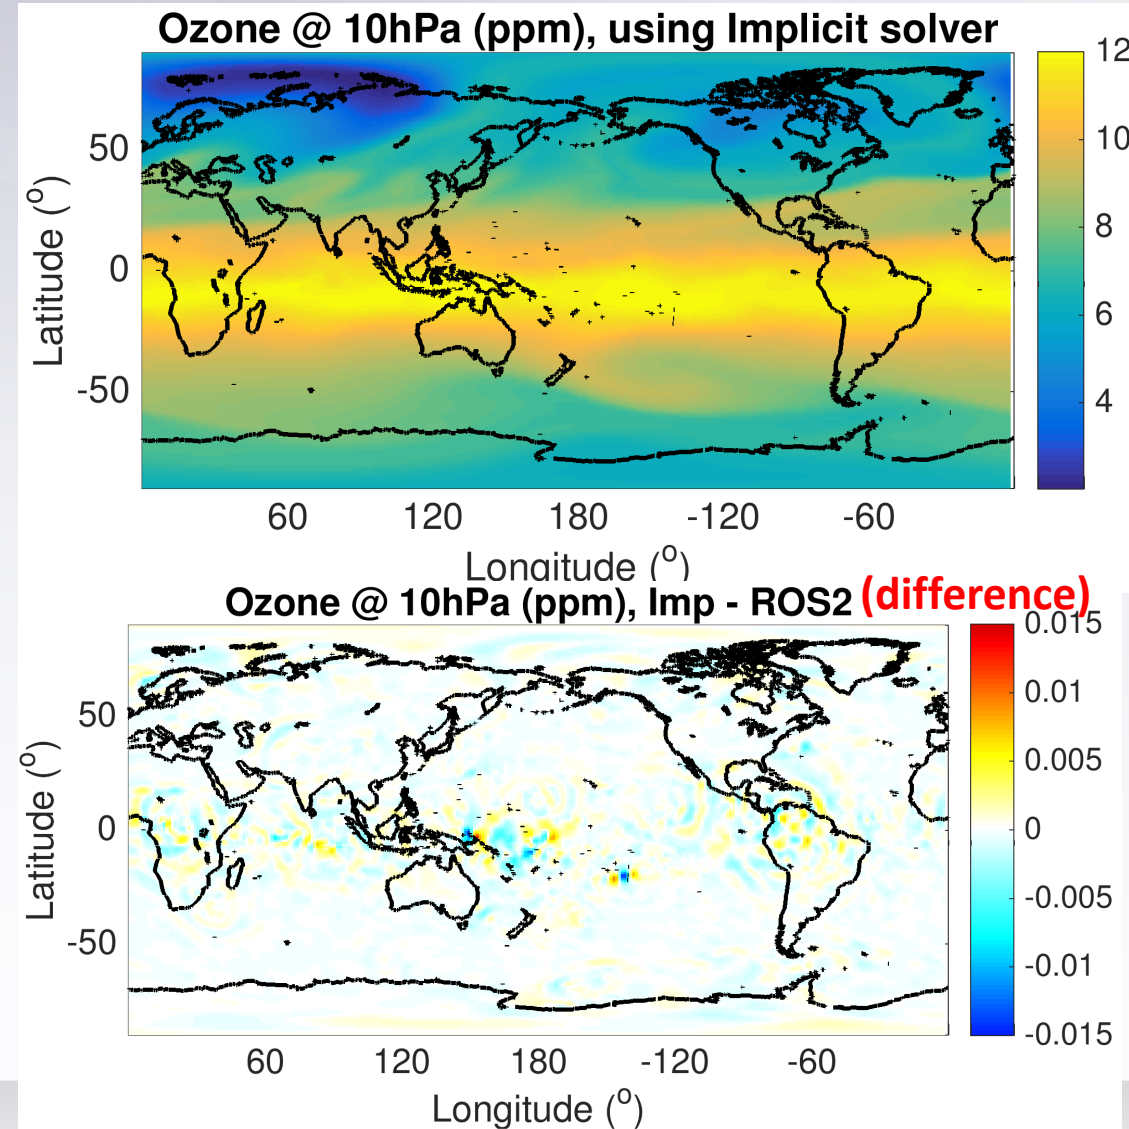 Ozone @ 10hPa (ppm), using Implicit solver
12
10
8
6
4
50
0
-50
Latitude (o)
60 120 180 -120 -60
Longitude (o)
Ozone @ 10hPa (ppm), Imp - ROS2 (difference)
0.015
0.01
0.005
0
-0.005
-0.01
-0.015
50
0
-50
Latitude (o)
60 120 180 -120 -60
Longitude (o)